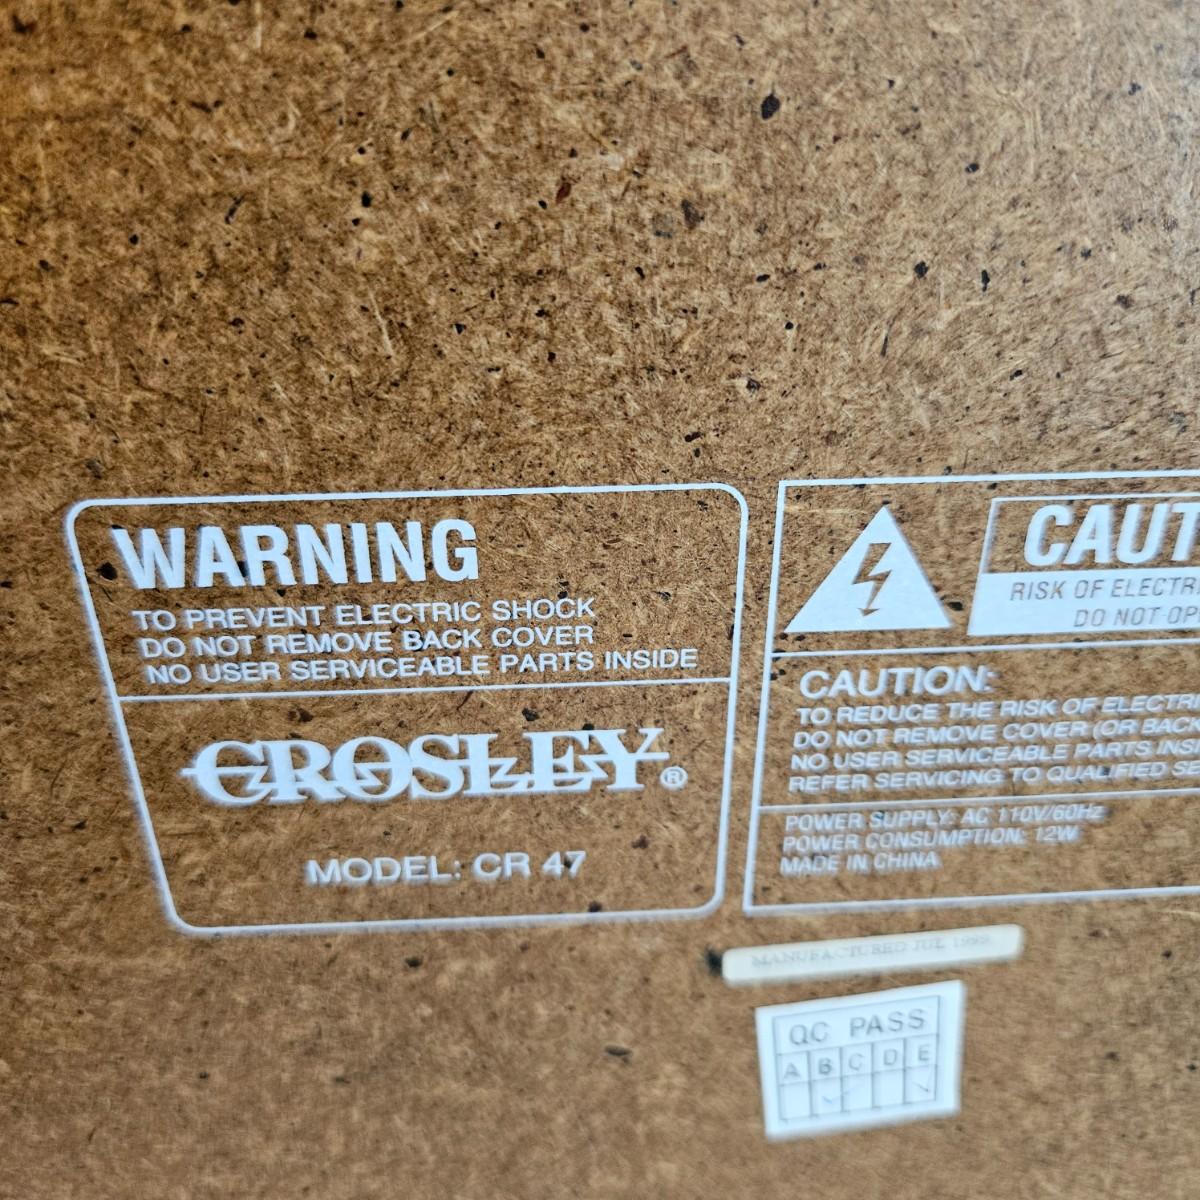 WARNING
TO PREVENT ELECTRIC SHOCK
DO NOT REMOVE BACK COVER
NO USER SERVICEABLE PARTS INSIDE
CROSLEY®
MODEL: CR 47
CAUT
RISK OF ELECTRI
DO NOT OP
CAUTION:
TO REDUCE THE RISK OF ELECTR
DO NOT REMOVE COVER (OR BACK
NO USER SERVICEABLE PARTS INS
REFER SERVICING TO QUALIFIED SE
POWER SUPPLY: AC 110V/60Hz
POWER CONSUMPTION: 12W
MADE IN CHINA
MANUFACTURED JUL
QC PASS
A B C D E